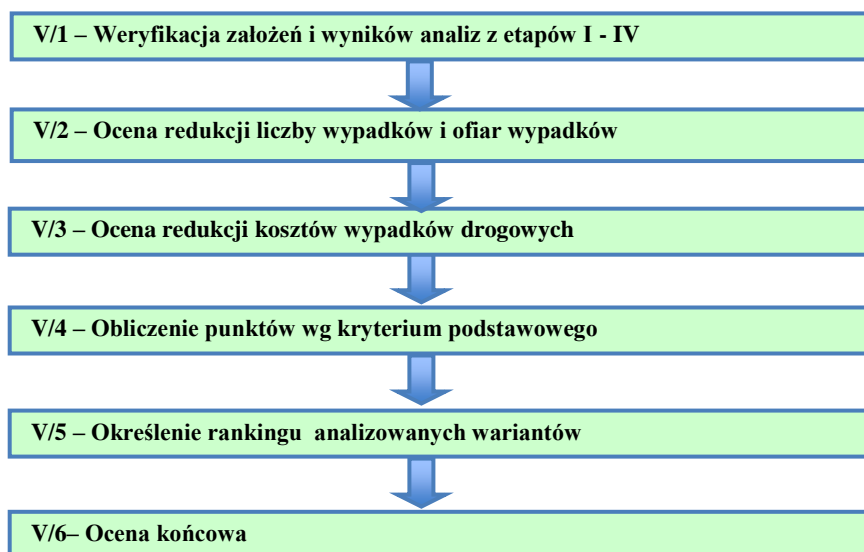 V/1 – Weryfikacja założeń i wyników analiz z etapów I - IV
V/2 – Ocena redukcji liczby wypadków i ofiar wypadków
V/3 – Ocena redukcji kosztów wypadków drogowych
V/4 – Obliczenie punktów wg kryterium podstawowego
V/5 – Określenie rankingu analizowanych wariantów
V/6– Ocena końcowa